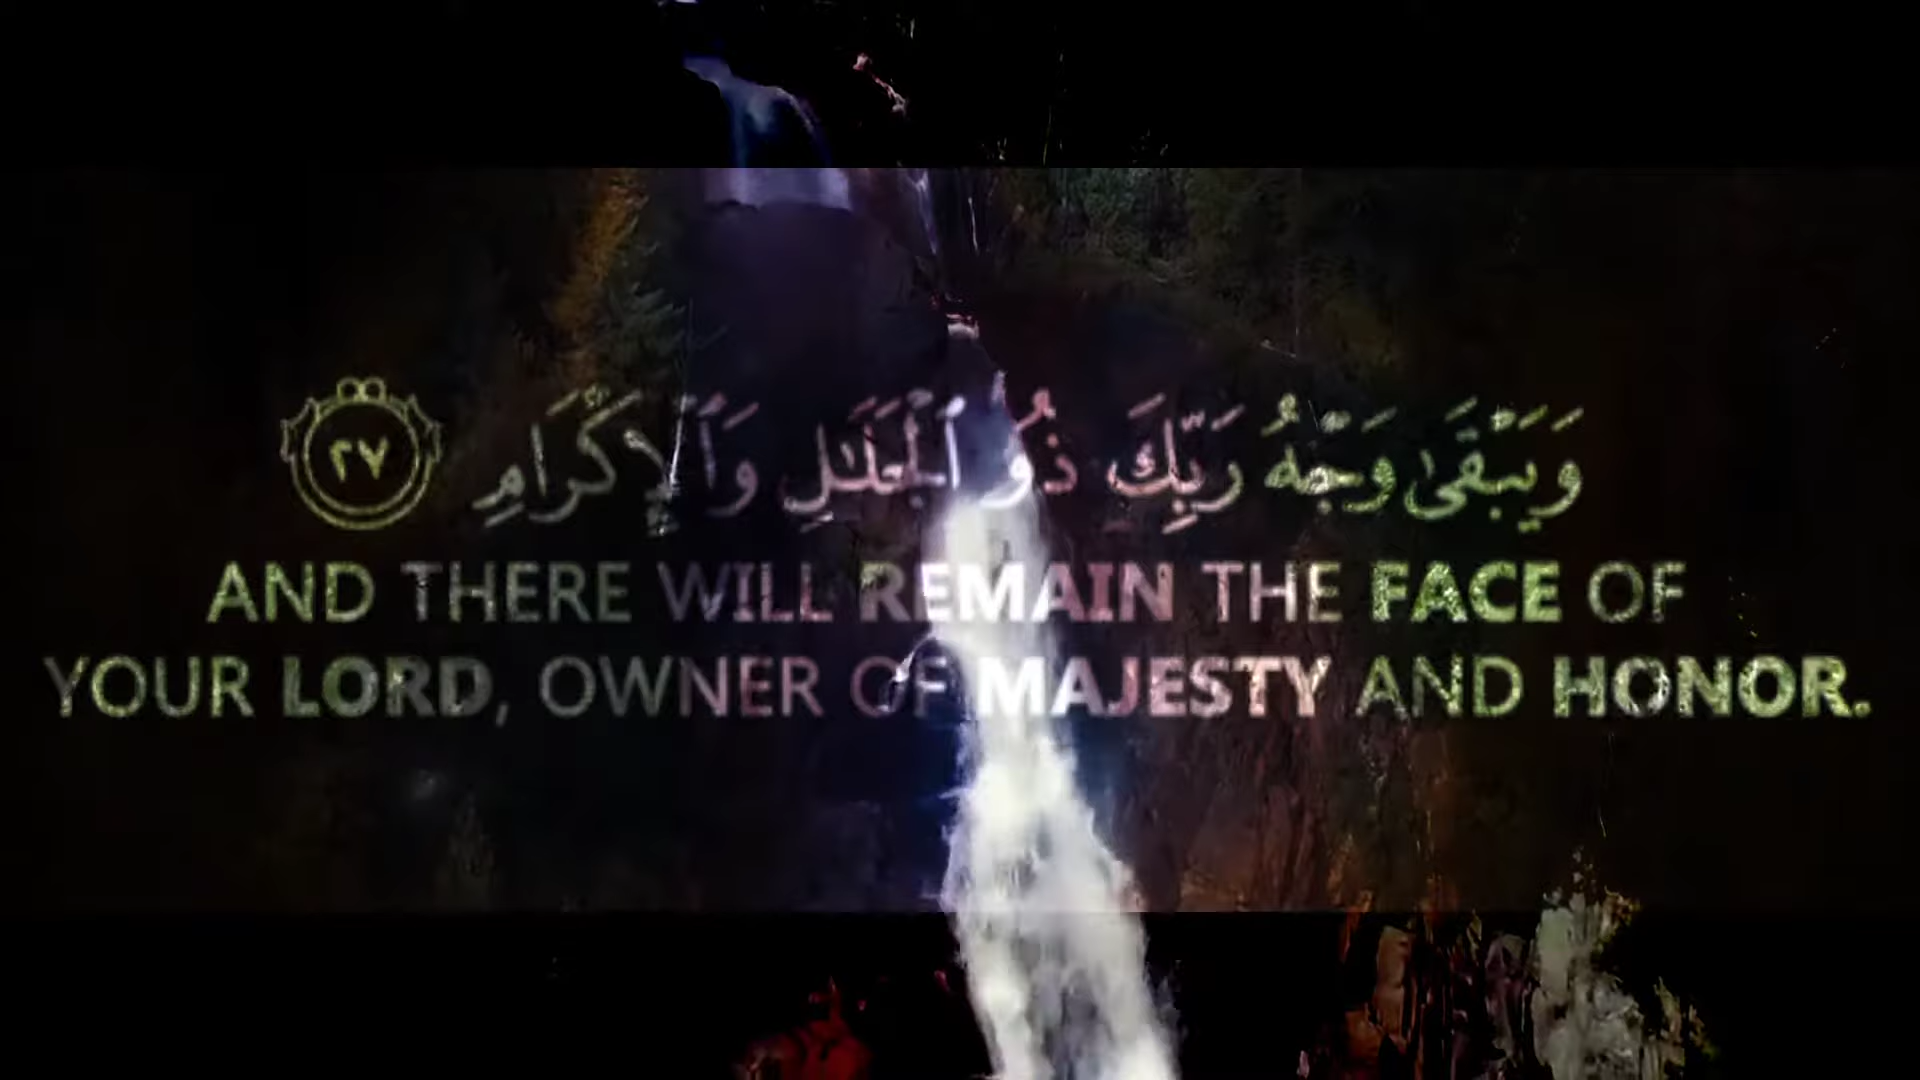 وَيَبْقَىٰ وَجْهُ رَبِّكَ ذُو ٱلْجَلَـٰلِ وَٱلْإِكْرَامِ ٢٧
AND THERE WILL REMAIN THE FACE OF
YOUR LORD, OWNER OF MAJESTY AND HONOR.